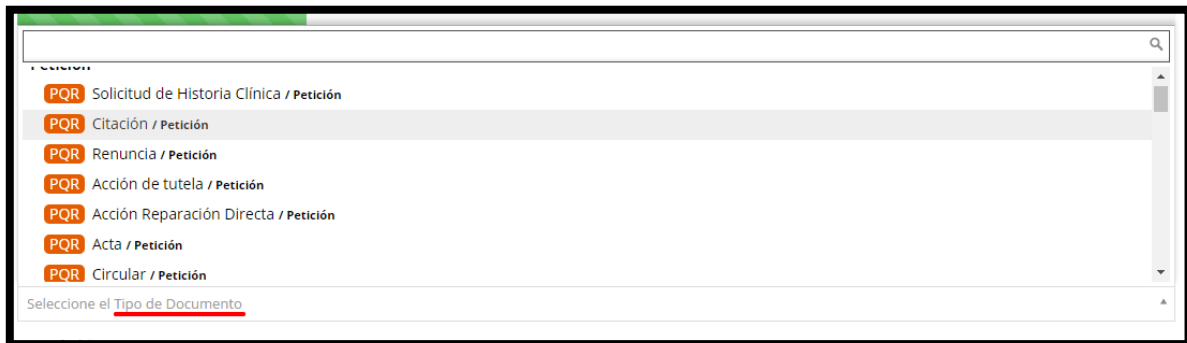 Petición
PQR Solicitud de Historia Clínica / Petición
PQR Citación / Petición
PQR Renuncia / Petición
PQR Acción de tutela / Petición
PQR Acción Reparación Directa / Petición
PQR Acta / Petición
PQR Circular / Petición
Seleccione el Tipo de Documento